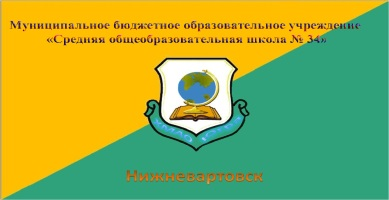 Муниципальное бюджетное образовательное учреждение
«Средняя общеобразовательная школа № 34»
Нижневартовск